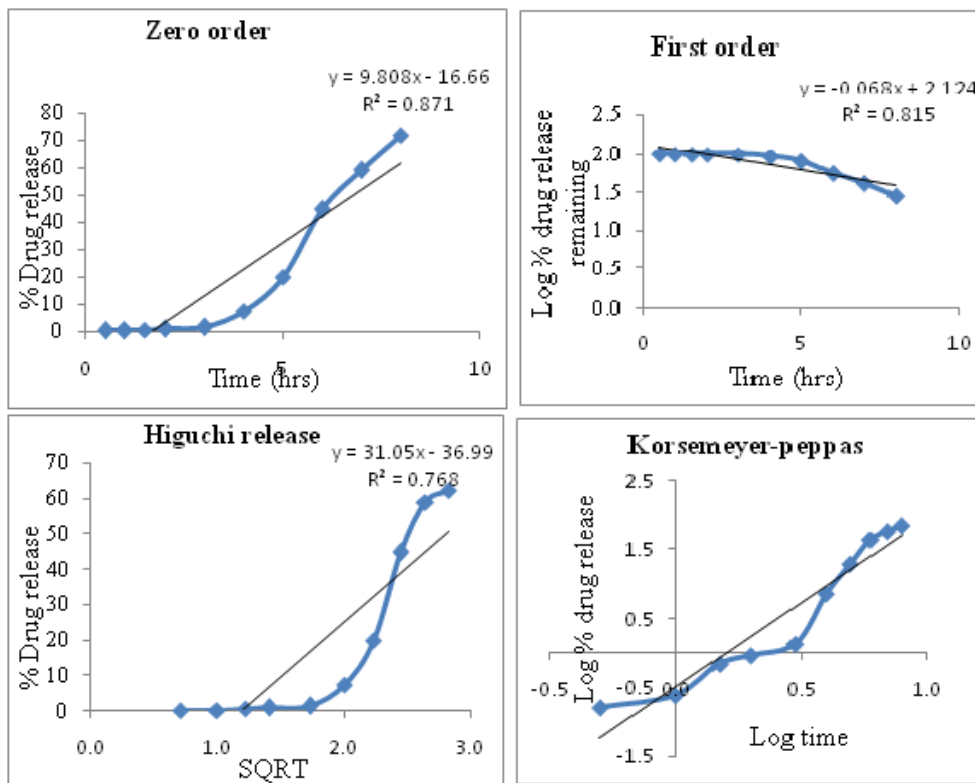 Zero order
y = 9.808x - 16.66
R² = 0.871
80
70
60
50
40
30
20
10
0
% Drug release
0
5
10
Time (hrs)
First order
y = -0.068x + 2.124
R² = 0.815
2.5
2.0
1.5
1.0
0.5
0.0
Log % drug release
remaining
0
5
10
Time (hrs)
Higuchi release
y = 31.05x - 36.99
R² = 0.768
70
60
50
40
30
20
10
0
% Drug release
0.0
1.0
2.0
3.0
SQRT
Korsemeyer-peppas
2.5
1.5
0.5
-0.5
-1.5
Log % drug release
-0.5
0.0
0.5
1.0
Log time